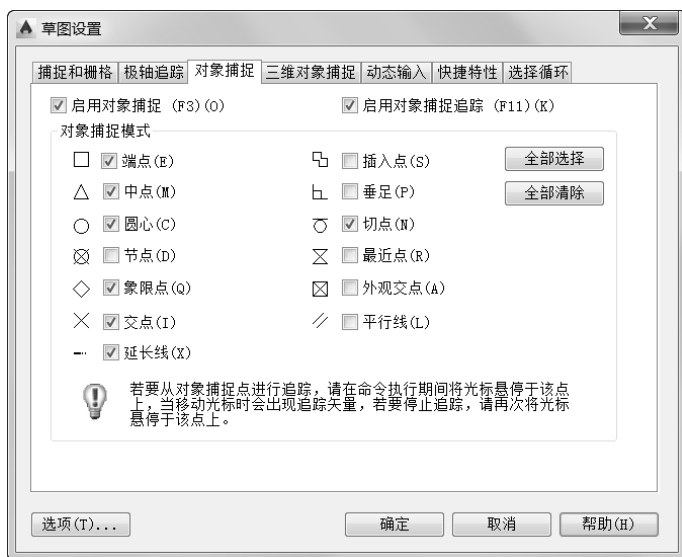 草图设置
捕捉和栅格 极轴追踪 对象捕捉 三维对象捕捉 动态输入 快捷特性 选择循环
启用对象捕捉 (F3)(O) 启用对象捕捉追踪 (F11)(K)
对象捕捉模式
端点(E) 插入点(S) 全部选择
中点(M) 垂足(P) 全部清除
圆心(C) 切点(N)
节点(D) 最近点(R)
象限点(Q) 外观交点(A)
交点(I) 平行线(L)
延长线(X)
若要从对象捕捉点进行追踪，请在命令执行期间将光标悬停于该点
上，当移动光标时会出现追踪矢量，若要停止追踪，请再次将光标
悬停于该点上。
选项(T)... 确定 取消 帮助(H)